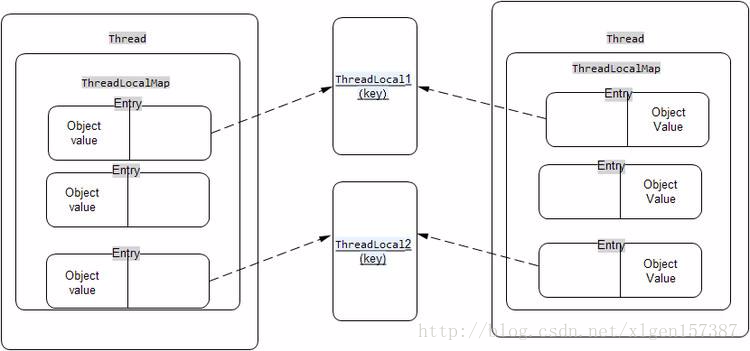 Thread
ThreadLocalMap
Entry
Object
value
Entry
Object
value
Entry
Object
value
ThreadLocal1
(key)
ThreadLocal2
(key)
Thread
ThreadLocalMap
Entry
Object
Value
Entry
Object
Value
Entry
Object
Value
http://blog.csdn.net/xlgen157387